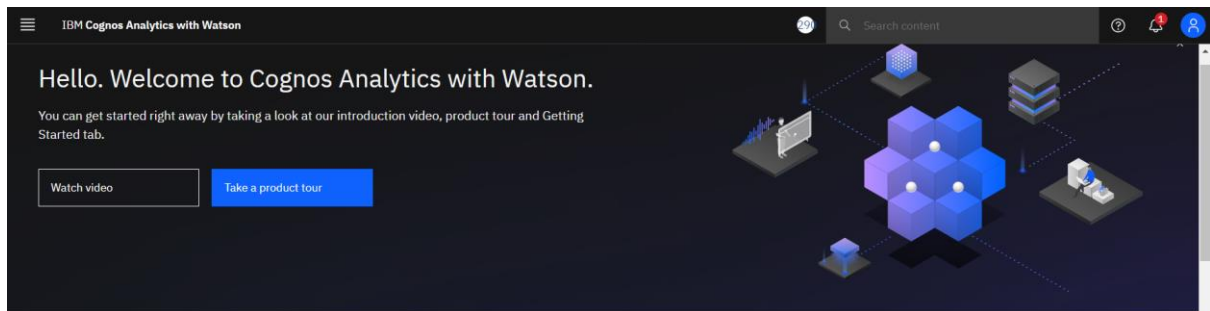 IBM Cognos Analytics with Watson
290
Search content
1
Hello. Welcome to Cognos Analytics with Watson.
You can get started right away by taking a look at our introduction video, product tour and Getting
Started tab.
Watch video
Take a product tour